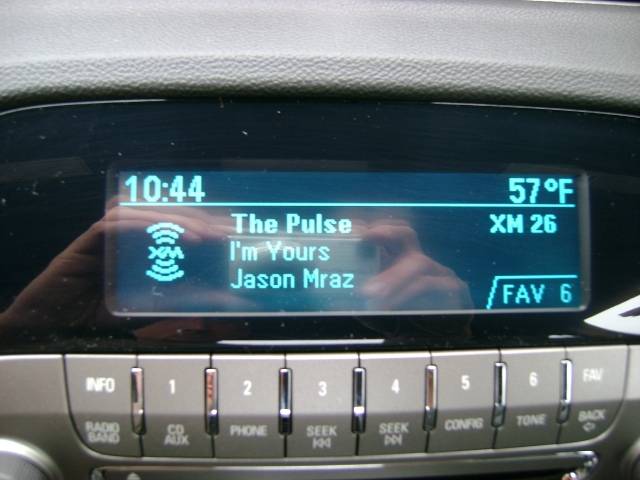 10:44 57°F
The Pulse XM 26
XM I'm Yours
Jason Mraz
FAV 6
INFO 1 2 3 4 5 6 FAV
RADIO BAND CD AUX PHONE SEEK SEEK CONFIG TONE BACK